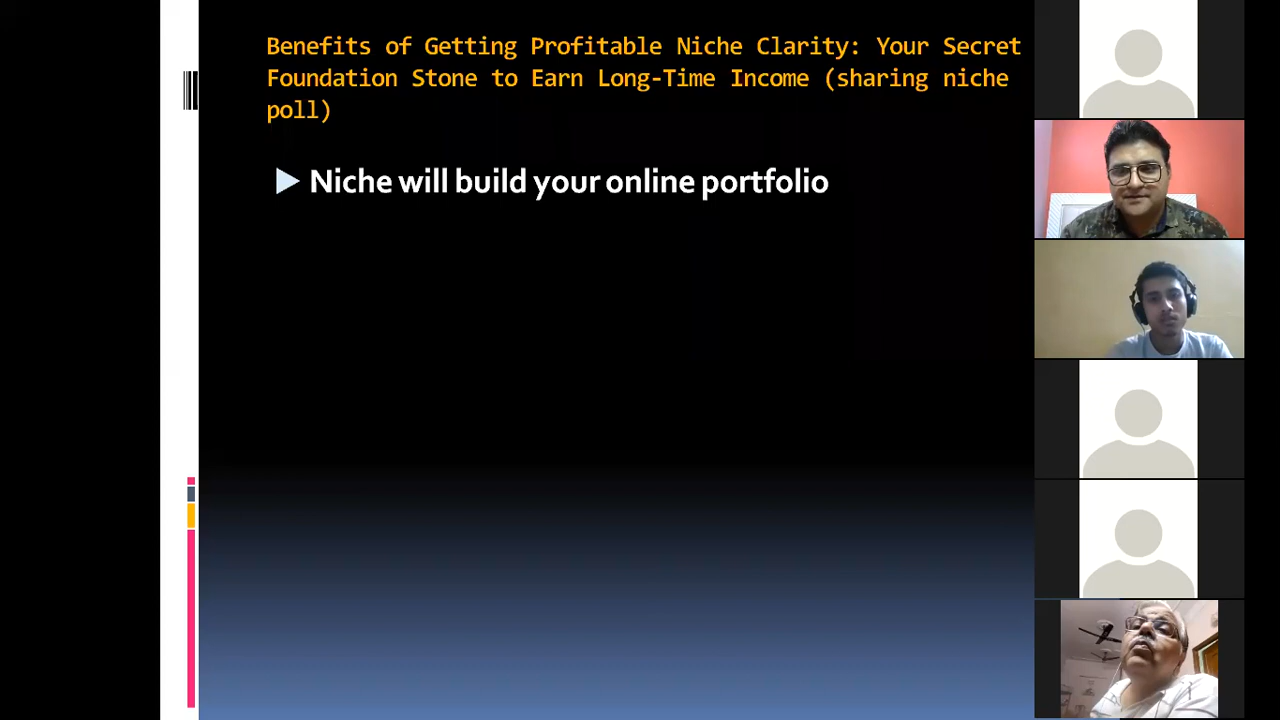 Benefits of Getting Profitable Niche Clarity: Your Secret
Foundation Stone to Earn Long-Time Income (sharing niche
poll)
Niche will build your online portfolio